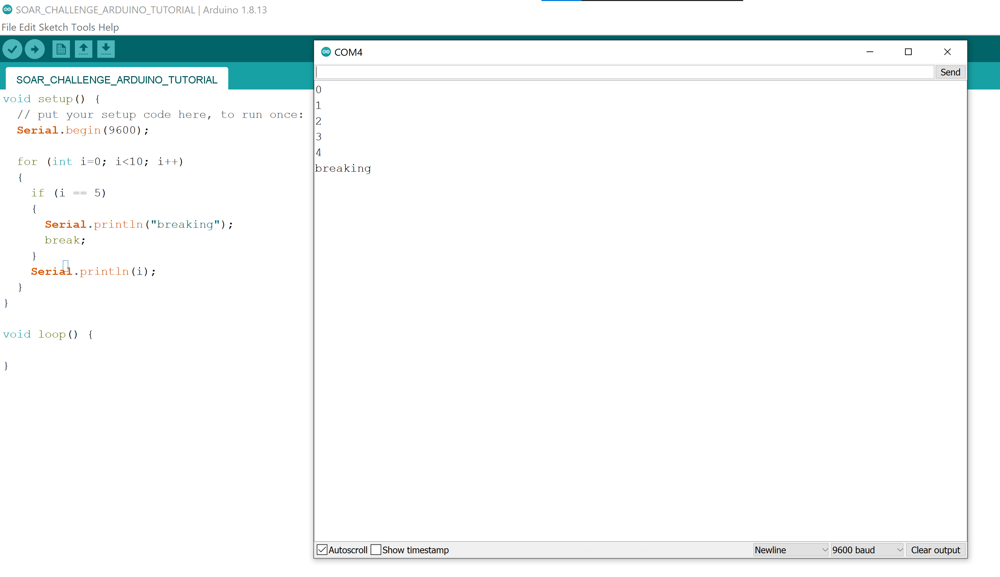 SOAR_CHALLENGE_ARDUINO_TUTORIAL | Arduino 1.8.13
File Edit Sketch Tools Help
SOAR_CHALLENGE_ARDUINO_TUTORIAL
void setup() {
  // put your setup code here, to run once:
  Serial.begin(9600);

  for (int i=0; i<10; i++)
  {
    if (i == 5)
    {
      Serial.println("breaking");
      break;
    }
    Serial.println(i);
  }
}

void loop() {

}
COM4
Send
0
1
2
3
4
breaking
Autoscroll Show timestamp
Newline
9600 baud
Clear output